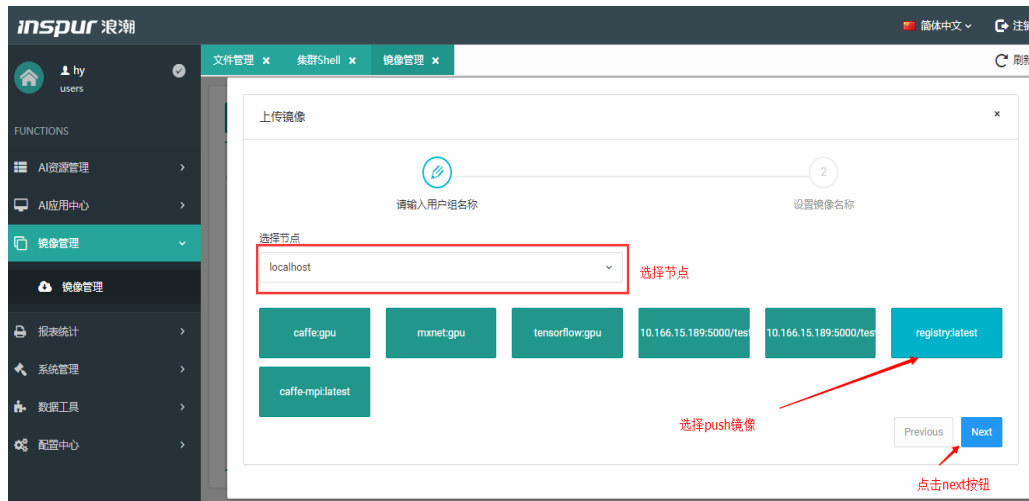 inspur 浪潮
简体中文
注销
hy
users
文件管理 × 集群Shell × 镜像管理 ×
刷新
FUNCTIONS
AI资源管理
AI应用中心
镜像管理
镜像管理
报表统计
系统管理
数据工具
配置中心
上传镜像
×
2
请输入用户组名称
设置镜像名称
选择节点
localhost
选择节点
caffe:gpu
mxnet:gpu
tensorflow:gpu
10.166.15.189:5000/test
10.166.15.189:5000/tes
registry:latest
caffe-mpi:latest
选择push镜像
Previous
Next
点击next按钮